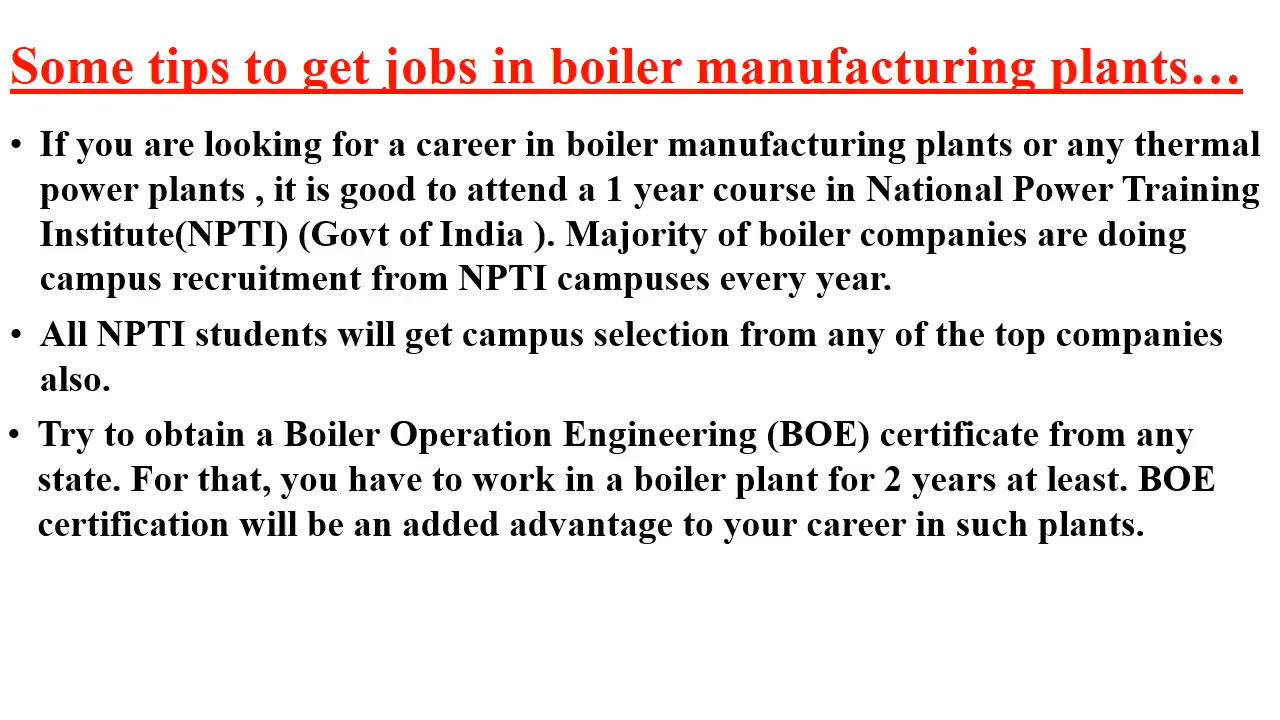 Some tips to get jobs in boiler manufacturing plants…
• If you are looking for a career in boiler manufacturing plants or any thermal
power plants , it is good to attend a 1 year course in National Power Training
Institute(NPTI) (Govt of India ). Majority of boiler companies are doing
campus recruitment from NPTI campuses every year.
• All NPTI students will get campus selection from any of the top companies
also.
• Try to obtain a Boiler Operation Engineering (BOE) certificate from any
state. For that, you have to work in a boiler plant for 2 years at least. BOE
certification will be an added advantage to your career in such plants.